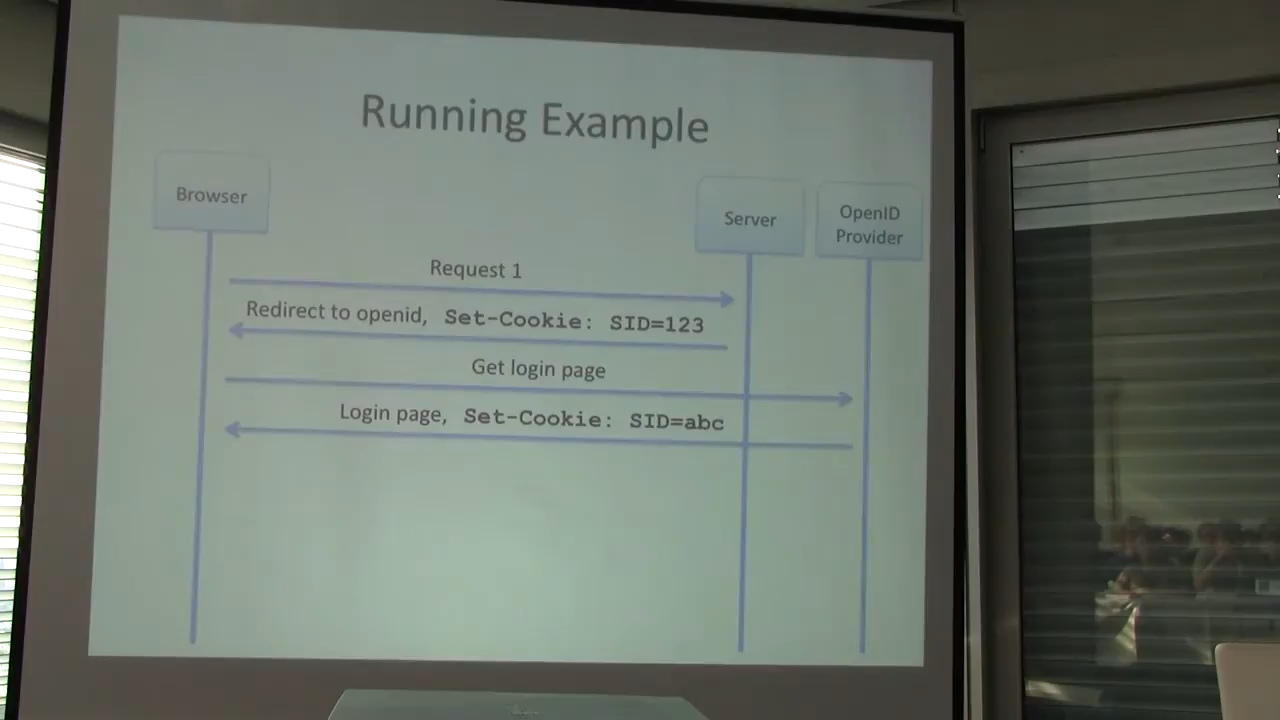 Running Example
Browser
Server
OpenID
Provider
Request 1
Redirect to openid, Set-Cookie: SID=123
Get login page
Login page, Set-Cookie: SID=abc